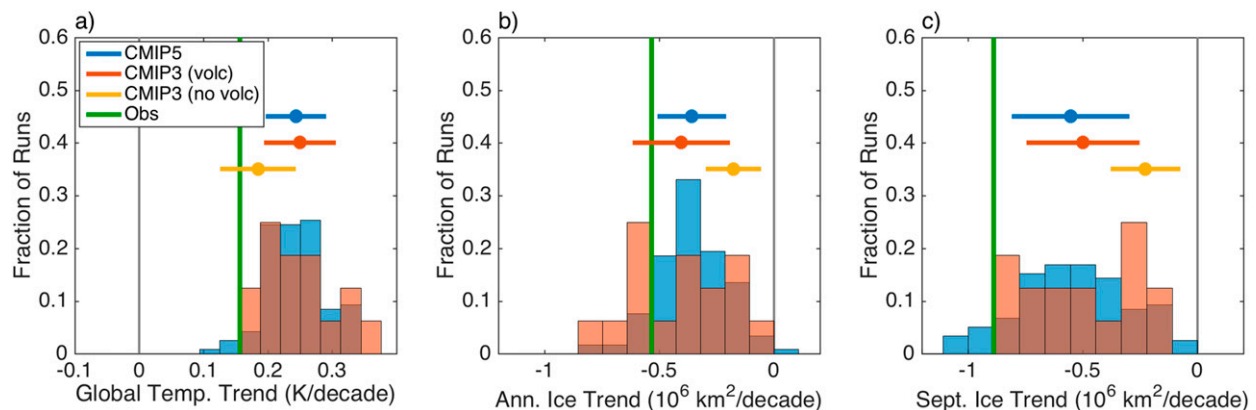 a)
0.6
0.5
0.4
0.3
0.2
0.1
0
Fraction of Runs
CMIP5
CMIP3 (volc)
CMIP3 (no volc)
Obs
-0.1 0 0.1 0.2 0.3
Global Temp. Trend (K/decade)
b)
0.6
0.5
0.4
0.3
0.2
0.1
0
Fraction of Runs
-1 -0.5 0
Ann. Ice Trend (10⁶ km²/decade)
c)
0.6
0.5
0.4
0.3
0.2
0.1
0
Fraction of Runs
-1 -0.5 0
Sept. Ice Trend (10⁶ km²/decade)